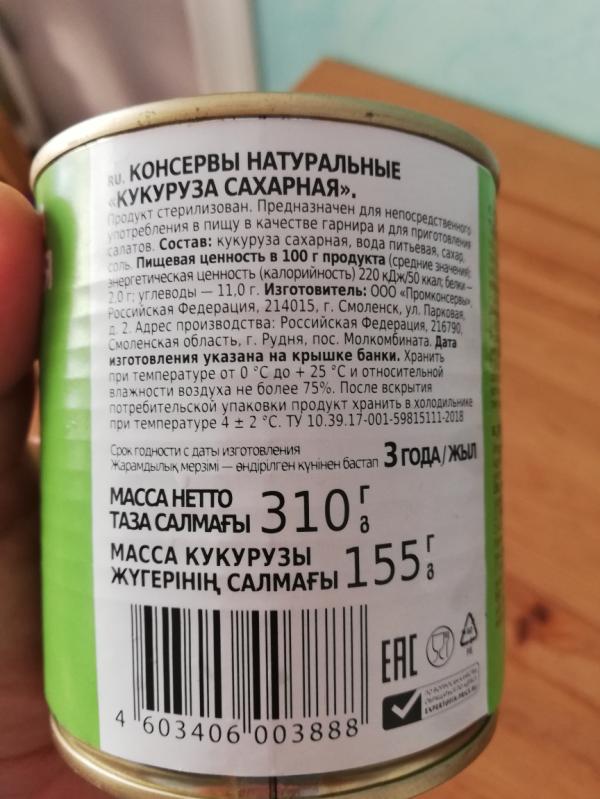 RU. КОНСЕРВЫ НАТУРАЛЬНЫЕ
«КУКУРУЗА САХАРНАЯ».
Продукт стерилизован. Предназначен для непосредственного
употребления в пищу в качестве гарнира и для приготовления
салатов. Состав: кукуруза сахарная, вода питьевая, сахар,
соль. Пищевая ценность в 100 г продукта (средние значения):
энергетическая ценность (калорийность) 220 кДж/50 ккал; белки —
2,0 г; углеводы — 11,0 г. Изготовитель: ООО «Промконсервы»,
Российская Федерация, 214015, г. Смоленск, ул. Парковая,
д. 2. Адрес производства: Российская Федерация, 216790,
Смоленская область, г. Рудня, пос. Молкомбината. Дата
изготовления указана на крышке банки. Хранить
при температуре от 0 °C до + 25 °C и относительной
влажности воздуха не более 75%. После вскрытия
потребительской упаковки продукт хранить в холодильнике
при температуре 4 ± 2 °C. ТУ 10.39.17-001-59815111-2018
Срок годности с даты изготовления
Жарамдылық мерзімі — өндірілген күнінен бастап 3 ГОДА/ЖЫЛ
МАССА НЕТТО
ТАЗА САЛМАҒЫ 310 г
МАССА КУКУРУЗЫ
ЖҮГЕРІНІҢ САЛМАҒЫ 155 г
EAC
4 603406 003888